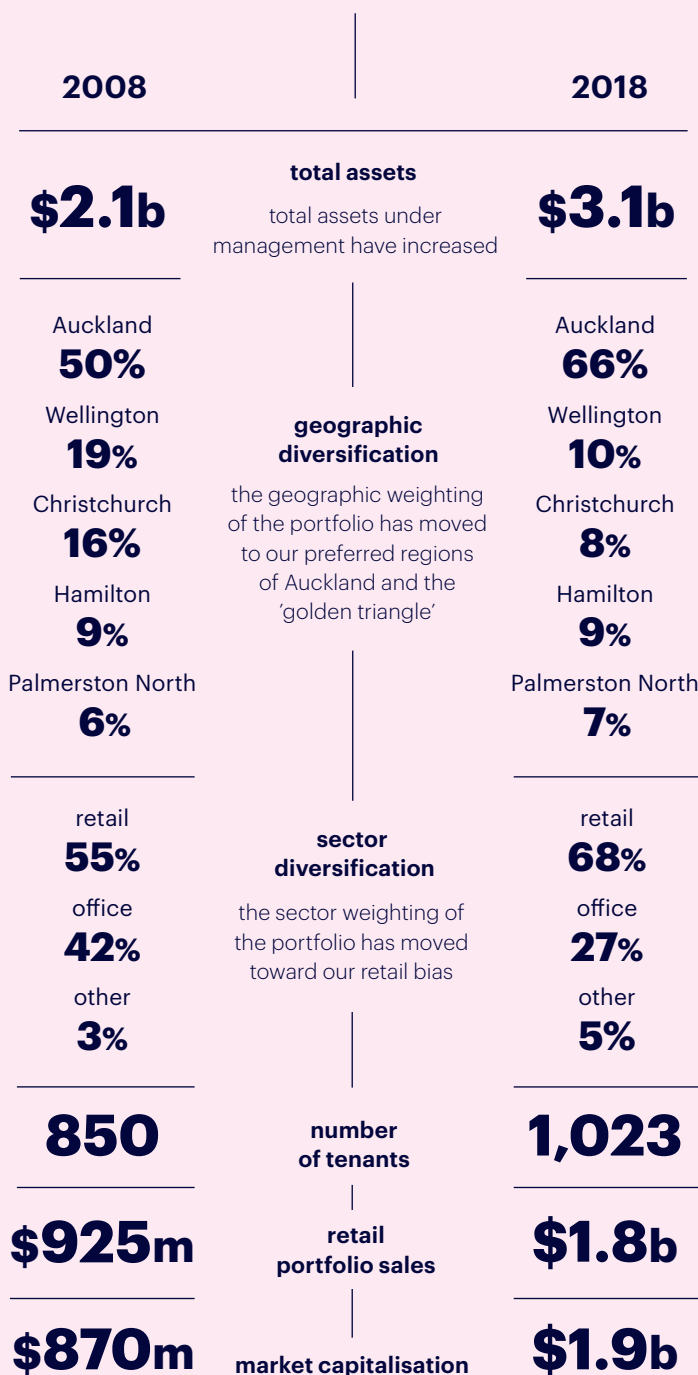 2008
2018
$2.1b
total assets
total assets under
management have increased
$3.1b
Auckland
50%
Wellington
19%
Christchurch
16%
Hamilton
9%
Palmerston North
6%
geographic
diversification
the geographic weighting
of the portfolio has moved
to our preferred regions
of Auckland and the
'golden triangle'
Auckland
66%
Wellington
10%
Christchurch
8%
Hamilton
9%
Palmerston North
7%
retail
55%
office
42%
other
3%
sector
diversification
the sector weighting of
the portfolio has moved
toward our retail bias
retail
68%
office
27%
other
5%
850
number
of tenants
1,023
$925m
retail
portfolio sales
$1.8b
$870m
market capitalisation
$1.9b